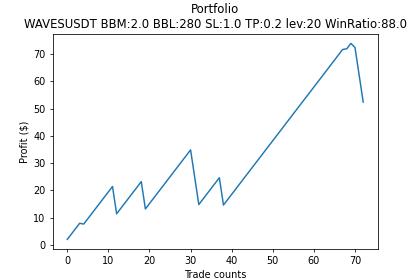 Portfolio
WAVESUSDT BBM:2.0 BBL:280 SL:1.0 TP:0.2 lev:20 WinRatio:88.0
70
60
50
40
30
20
10
0
Profit ($)
0 10 20 30 40 50 60 70
Trade counts